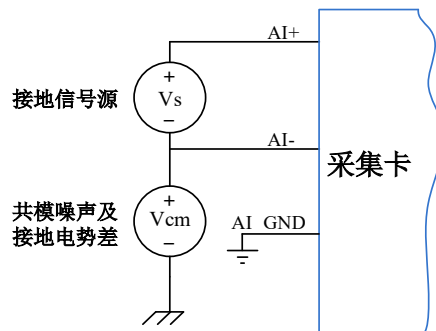 AI+
+
接地信号源
Vs
−
AI-
采集卡
共模噪声及
接地电势差
+
Vcm
−
AI GND